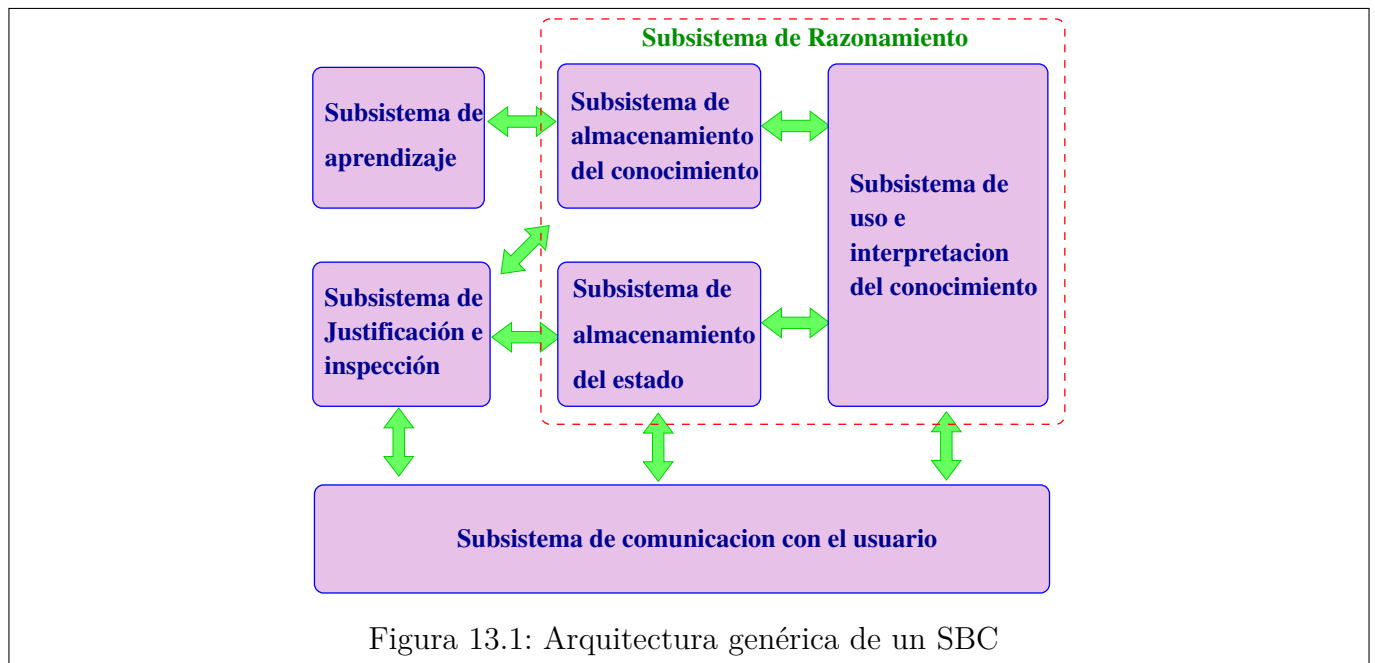 Subsistema de Razonamiento
Subsistema de
aprendizaje
Subsistema de
almacenamiento
del conocimiento
Subsistema de
uso e
interpretacion
del conocimiento
Subsistema de
Justificación e
inspección
Subsistema de
almacenamiento
del estado
Subsistema de comunicacion con el usuario
Figura 13.1: Arquitectura genérica de un SBC